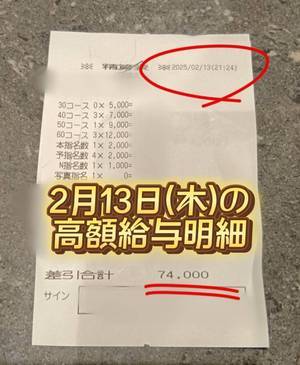 精算 2025/02/13(21:24)
30コース 0× 5,000=
40コース 3× 7,000=
50コース 1× 9,000=
60コース 3×12,000=
本指名数 1× 2,000=
予指名数 4× 2,000=
N指名数 1× 1,000=
写真指名 1× 0=
2月13日(木)の
高額給与明細
差引合計 74,000
サイン